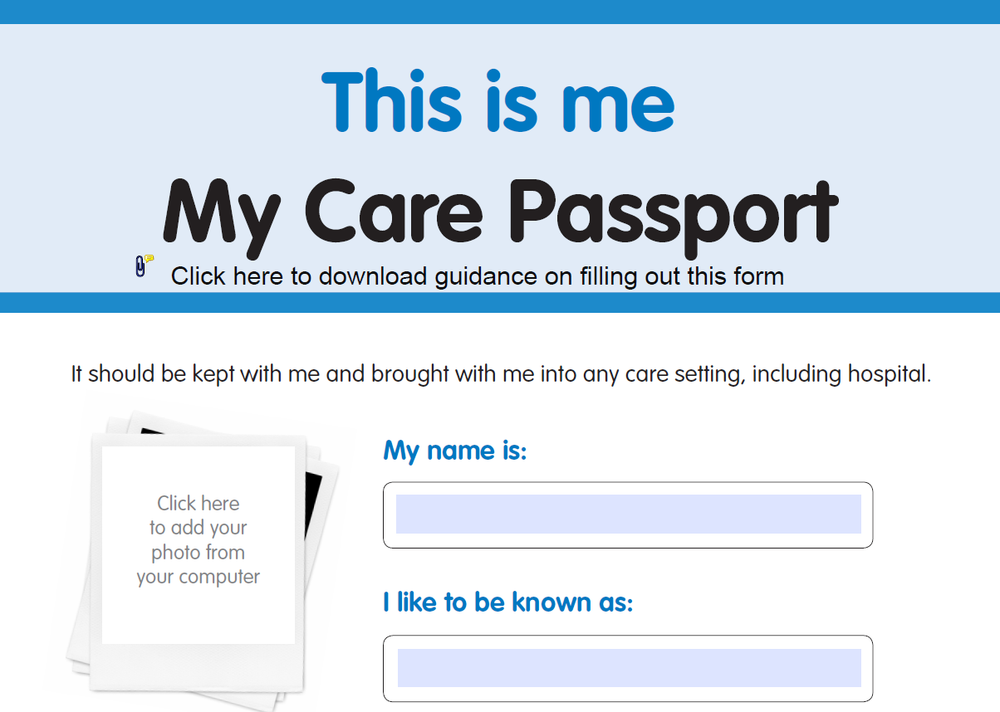 This is me
My Care Passport
Click here to download guidance on filling out this form
It should be kept with me and brought with me into any care setting, including hospital.
Click here
to add your
photo from
your computer
My name is:
I like to be known as: